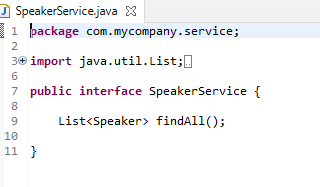 SpeakerService.java
1 package com.mycompany.service;
2
3 import java.util.List;
6
7 public interface SpeakerService {
8
9 List<Speaker> findAll();
10
11 }